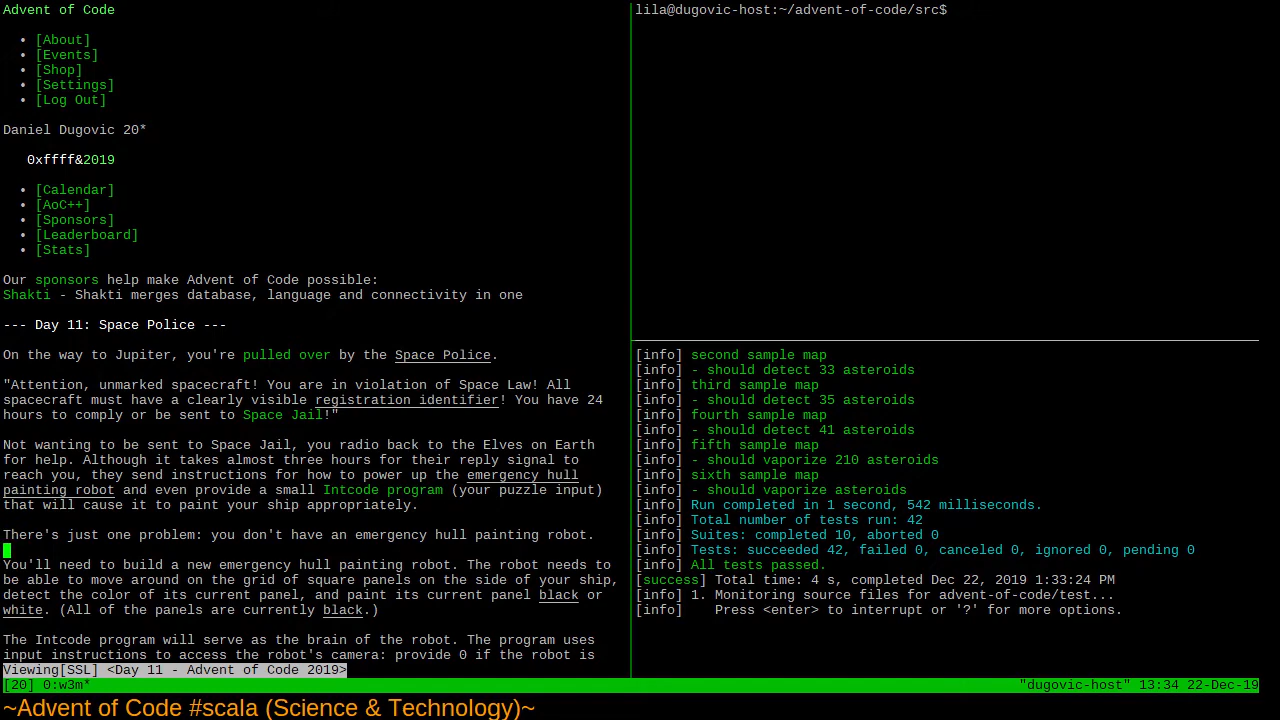 Advent of Code
• [About]
• [Events]
• [Shop]
• [Settings]
• [Log Out]
Daniel Dugovic 20*
0xffff&2019
• [Calendar]
• [AoC++]
• [Sponsors]
• [Leaderboard]
• [Stats]
Our sponsors help make Advent of Code possible:
Shakti - Shakti merges database, language and connectivity in one
--- Day 11: Space Police ---
On the way to Jupiter, you're pulled over by the Space Police.
"Attention, unmarked spacecraft! You are in violation of Space Law! All
spacecraft must have a clearly visible registration identifier! You have 24
hours to comply or be sent to Space Jail!"
Not wanting to be sent to Space Jail, you radio back to the Elves on Earth
for help. Although it takes almost three hours for their reply signal to
reach you, they send instructions for how to power up the emergency hull
painting robot and even provide a small Intcode program (your puzzle input)
that will cause it to paint your ship appropriately.
There's just one problem: you don't have an emergency hull painting robot.
You'll need to build a new emergency hull painting robot. The robot needs to
be able to move around on the grid of square panels on the side of your ship,
detect the color of its current panel, and paint its current panel black or
white. (All of the panels are currently black.)
The Intcode program will serve as the brain of the robot. The program uses
input instructions to access the robot's camera: provide 0 if the robot is
Viewing[SSL] <Day 11 - Advent of Code 2019>
lila@dugovic-host:~/advent-of-code/src$
[info] second sample map
[info] - should detect 33 asteroids
[info] third sample map
[info] - should detect 35 asteroids
[info] fourth sample map
[info] - should detect 41 asteroids
[info] fifth sample map
[info] - should vaporize 210 asteroids
[info] sixth sample map
[info] - should vaporize asteroids
[info] Run completed in 1 second, 542 milliseconds.
[info] Total number of tests run: 42
[info] Suites: completed 10, aborted 0
[info] Tests: succeeded 42, failed 0, canceled 0, ignored 0, pending 0
[info] All tests passed.
[success] Total time: 4 s, completed Dec 22, 2019 1:33:24 PM
[info] 1. Monitoring source files for advent-of-code/test...
[info]    Press <enter> to interrupt or '?' for more options.
[20] 0:w3m* "dugovic-host" 13:34 22-Dec-19
~Advent of Code #scala (Science & Technology)~